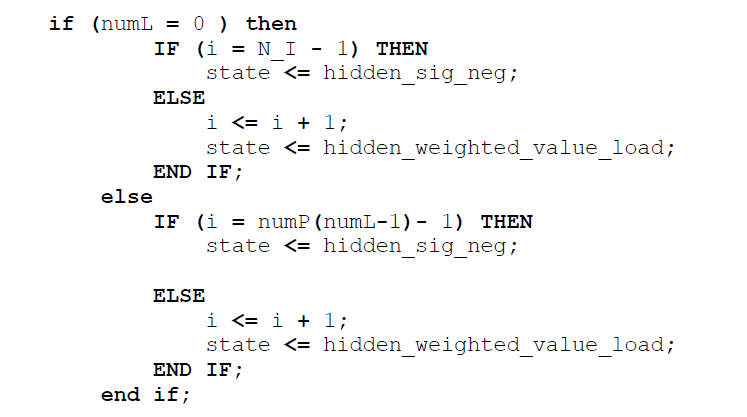 if (numL = 0 ) then
IF (i = N_I - 1) THEN
state <= hidden_sig_neg;
ELSE
i <= i + 1;
state <= hidden_weighted_value_load;
END IF;
else
IF (i = numP(numL-1)- 1) THEN
state <= hidden_sig_neg;
ELSE
i <= i + 1;
state <= hidden_weighted_value_load;
END IF;
end if;